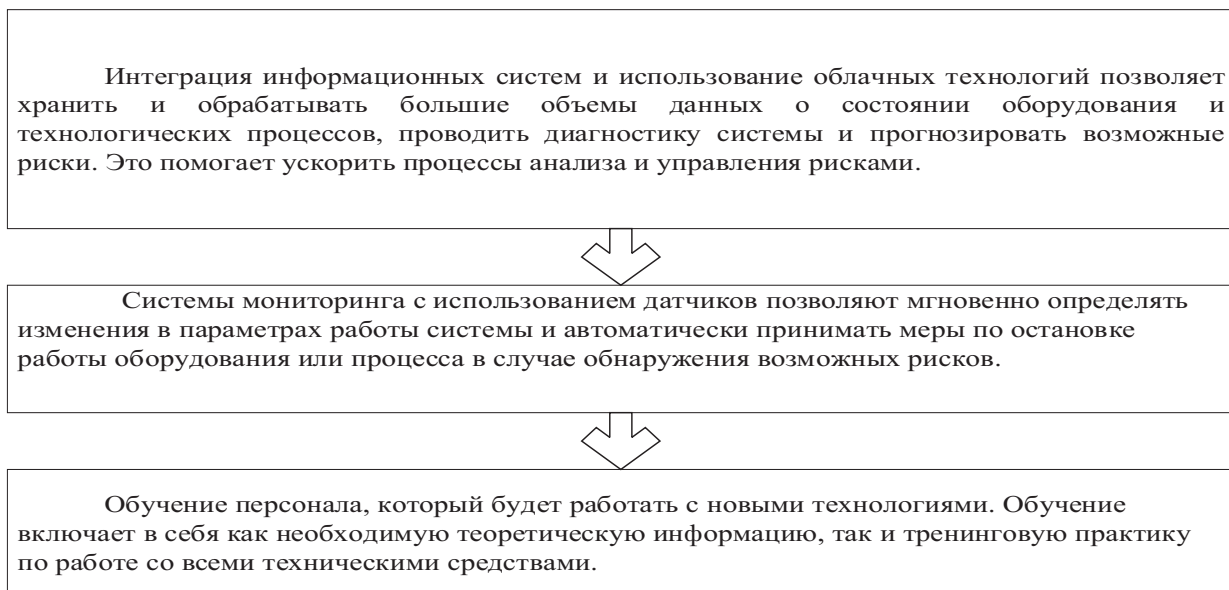 Интеграция информационных систем и использование облачных технологий позволяет
хранить и обрабатывать большие объемы данных о состоянии оборудования и
технологических процессов, проводить диагностику системы и прогнозировать возможные
риски. Это помогает ускорить процессы анализа и управления рисками.
Системы мониторинга с использованием датчиков позволяют мгновенно определять
изменения в параметрах работы системы и автоматически принимать меры по остановке
работы оборудования или процесса в случае обнаружения возможных рисков.
Обучение персонала, который будет работать с новыми технологиями. Обучение
включает в себя как необходимую теоретическую информацию, так и тренинговую практику
по работе со всеми техническими средствами.